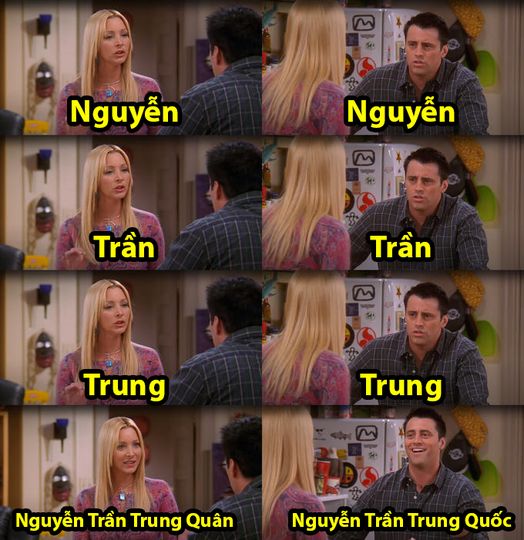 Nguyễn
Nguyễn
Trần
Trần
Trung
Trung
Nguyễn Trần Trung Quân
Nguyễn Trần Trung Quốc